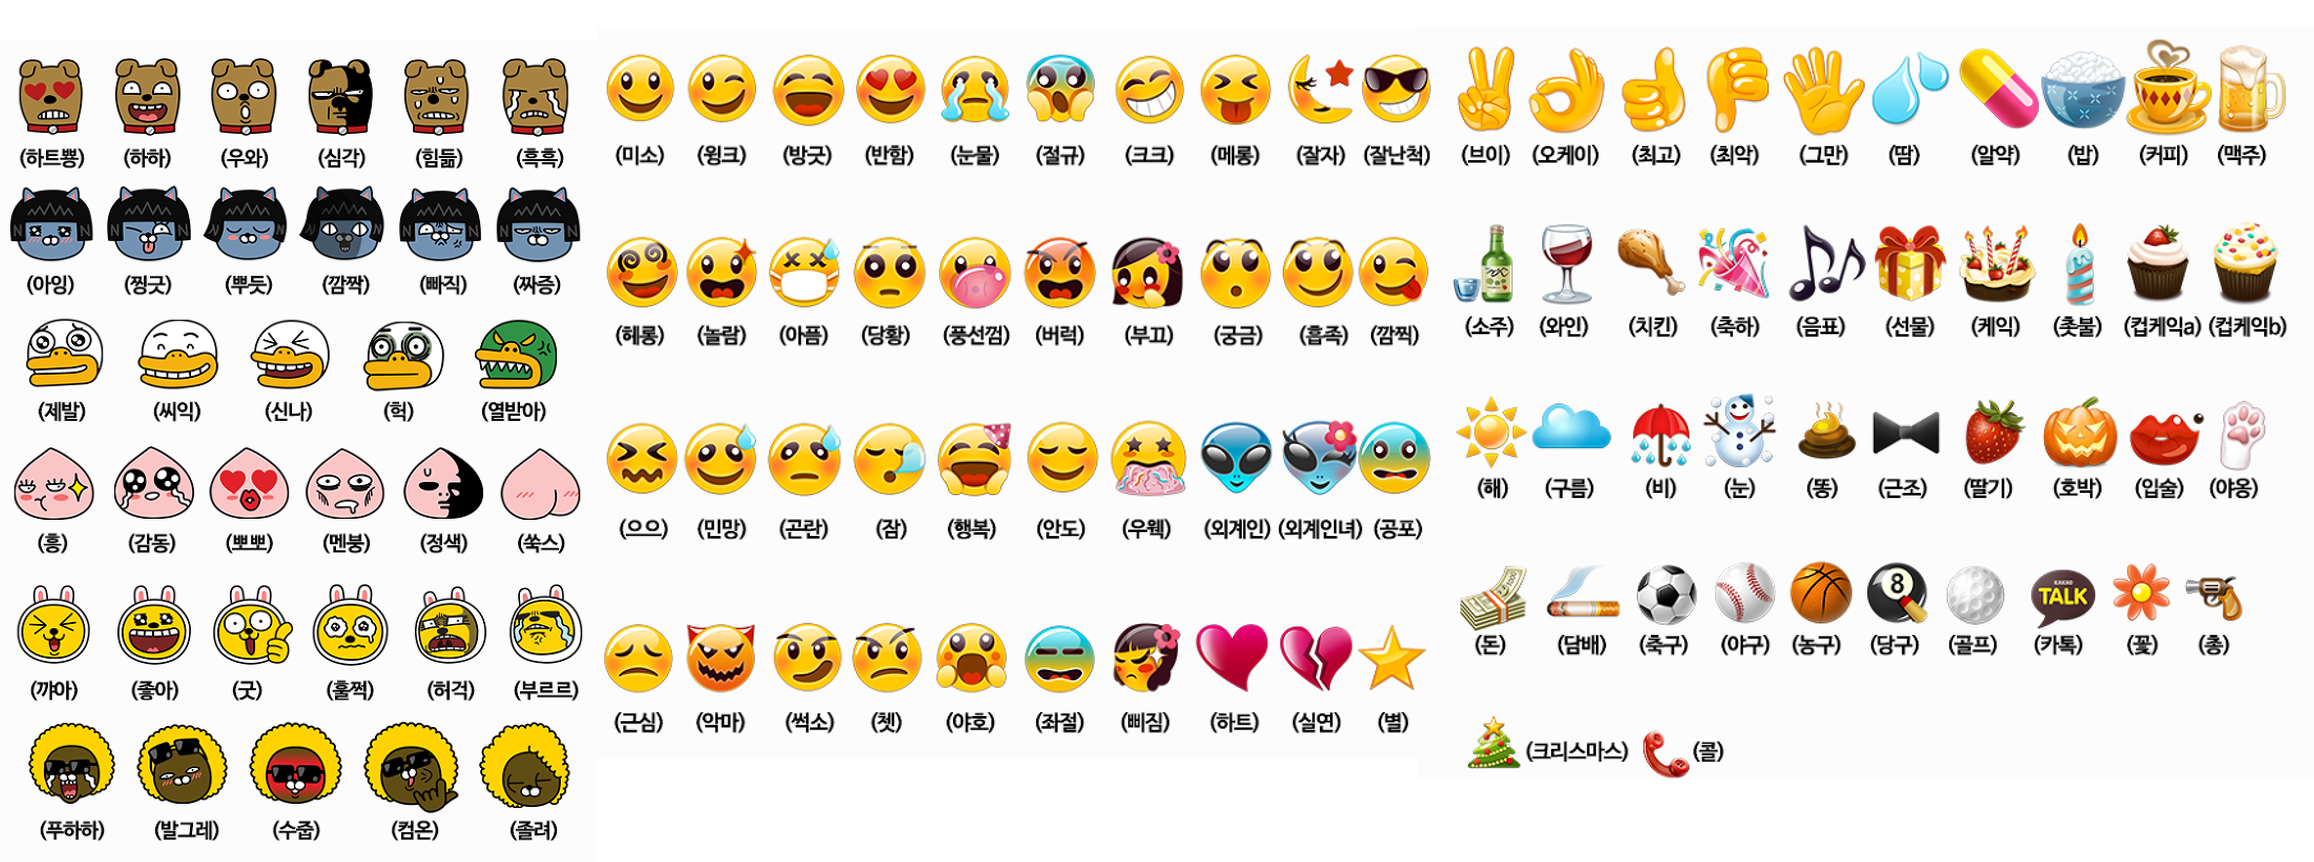 (하트뿅) (하하) (우와) (심각) (힘듦) (흑흑)
(아잉) (찡긋) (뿌듯) (깜짝) (빠직) (짜증)
(제발) (씨익) (신나) (헉) (열받아)
(흥) (감동) (뽀뽀) (멘붕) (정색) (쑥스)
(꺄아) (좋아) (굿) (훌쩍) (허걱) (부르르)
(푸하하) (발그레) (수줍) (컴온) (졸려)
(미소) (윙크) (방긋) (반함) (눈물) (절규) (크크) (메롱) (잘자) (잘난척)
(헤롱) (놀람) (아픔) (당황) (풍선껌) (버럭) (부끄) (궁금) (흡족) (깜찍)
(으으) (민망) (곤란) (잠) (행복) (안도) (우웩) (외계인) (외계인녀) (공포)
(근심) (악마) (썩소) (쳇) (야호) (좌절) (삐짐) (하트) (실연) (별)
(브이) (오케이) (최고) (최악) (그만) (땀) (알약) (밥) (커피) (맥주)
(소주) (와인) (치킨) (축하) (음표) (선물) (케익) (촛불) (컵케익a) (컵케익b)
(해) (구름) (비) (눈) (똥) (근조) (딸기) (호박) (입술) (야옹)
8 KAKAO
TALK
(돈) (담배) (축구) (야구) (농구) (당구) (골프) (카톡) (꽃) (총)
(크리스마스) (콜)